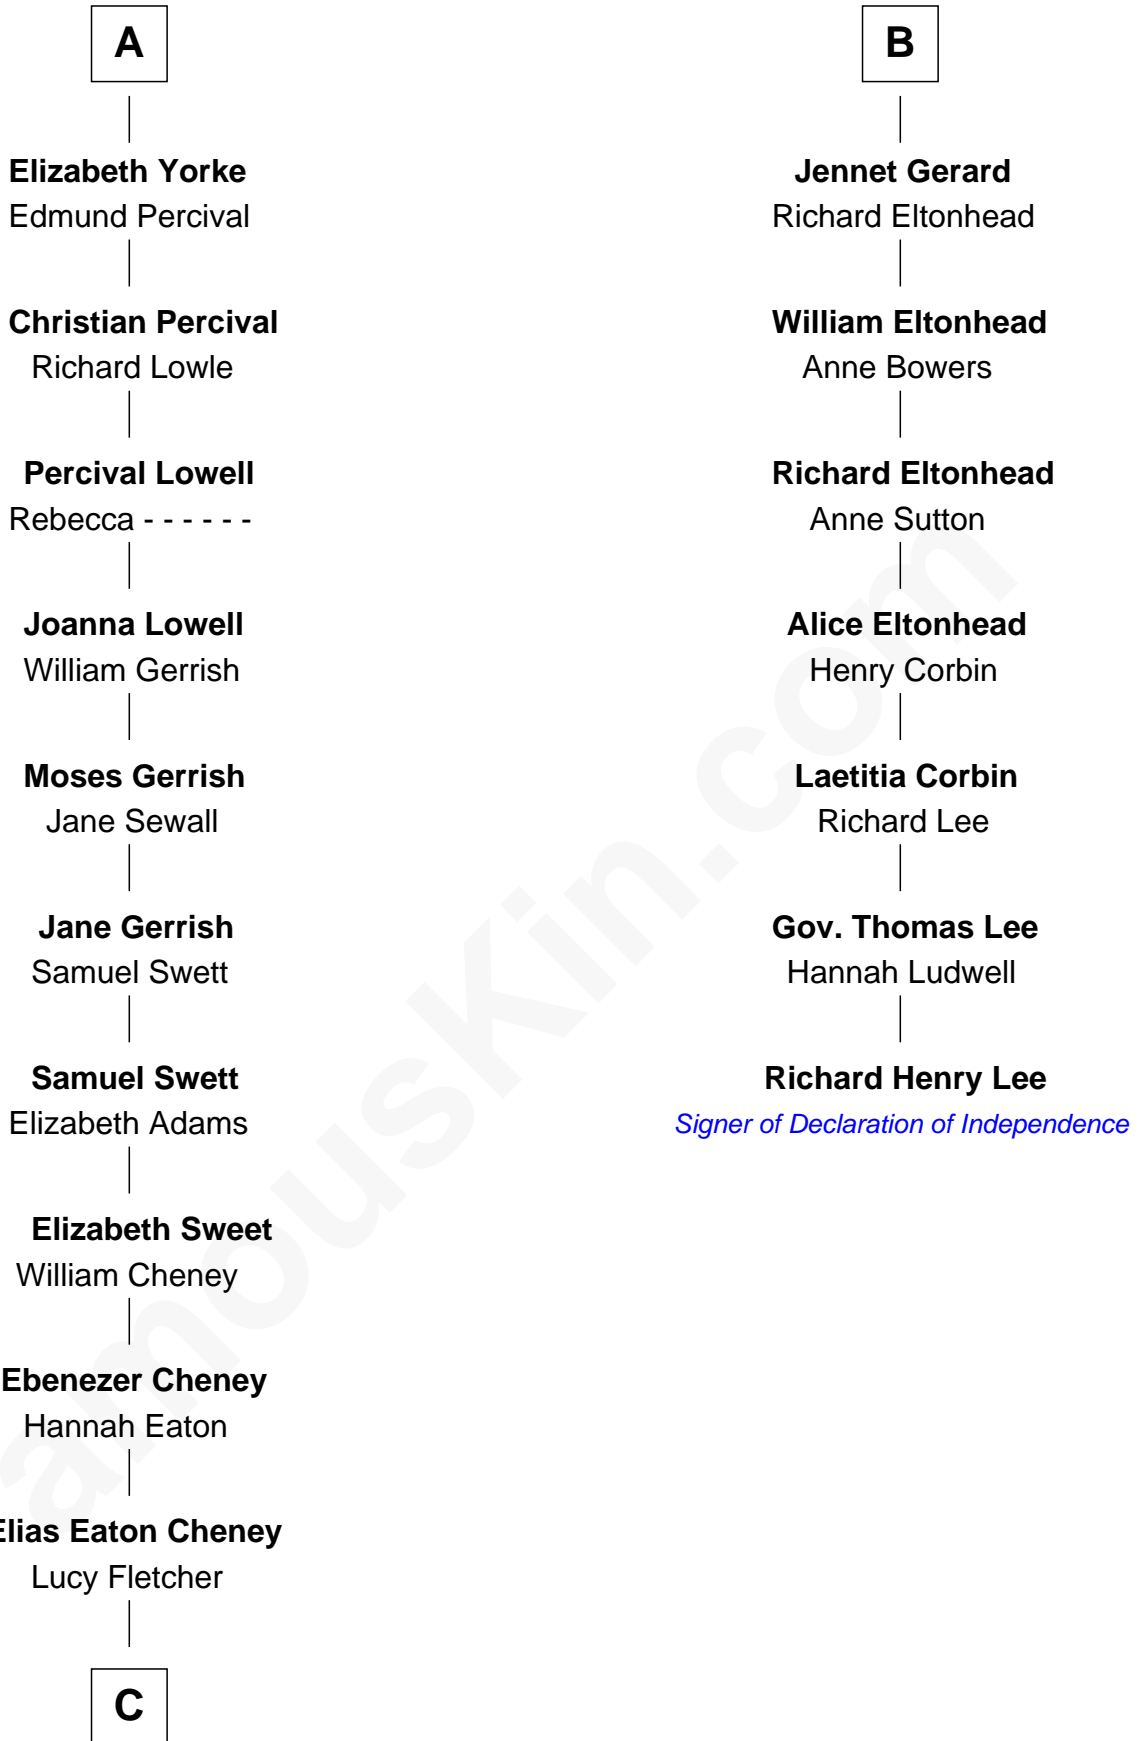 A
Elizabeth Yorke
Edmund Percival
Christian Percival
Richard Lowle
Percival Lowell
Rebecca - - - - - -
Joanna Lowell
William Gerrish
Moses Gerrish
Jane Sewall
Jane Gerrish
Samuel Swett
Samuel Swett
Elizabeth Adams
Elizabeth Sweet
William Cheney
Ebenezer Cheney
Hannah Eaton
Elias Eaton Cheney
Lucy Fletcher
C
B
Jennet Gerard
Richard Eltonhead
William Eltonhead
Anne Bowers
Richard Eltonhead
Anne Sutton
Alice Eltonhead
Henry Corbin
Laetitia Corbin
Richard Lee
Gov. Thomas Lee
Hannah Ludwell
Richard Henry Lee
Signer of Declaration of Independence
amousKin.com